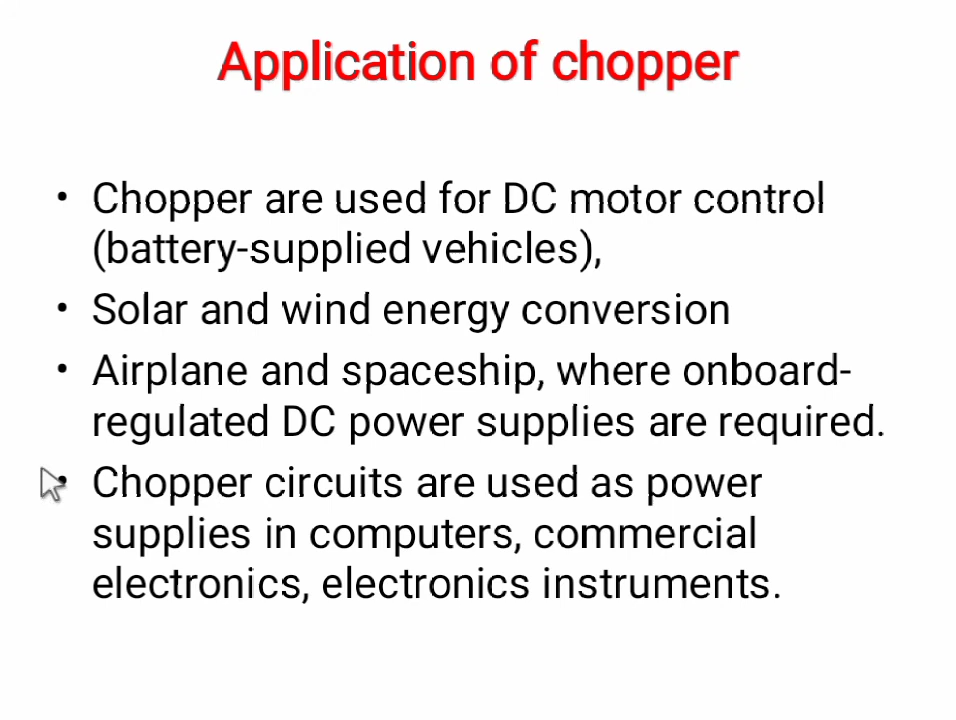 Application of chopper
• Chopper are used for DC motor control
(battery-supplied vehicles),
• Solar and wind energy conversion
• Airplane and spaceship, where onboard-
regulated DC power supplies are required.
• Chopper circuits are used as power
supplies in computers, commercial
electronics, electronics instruments.